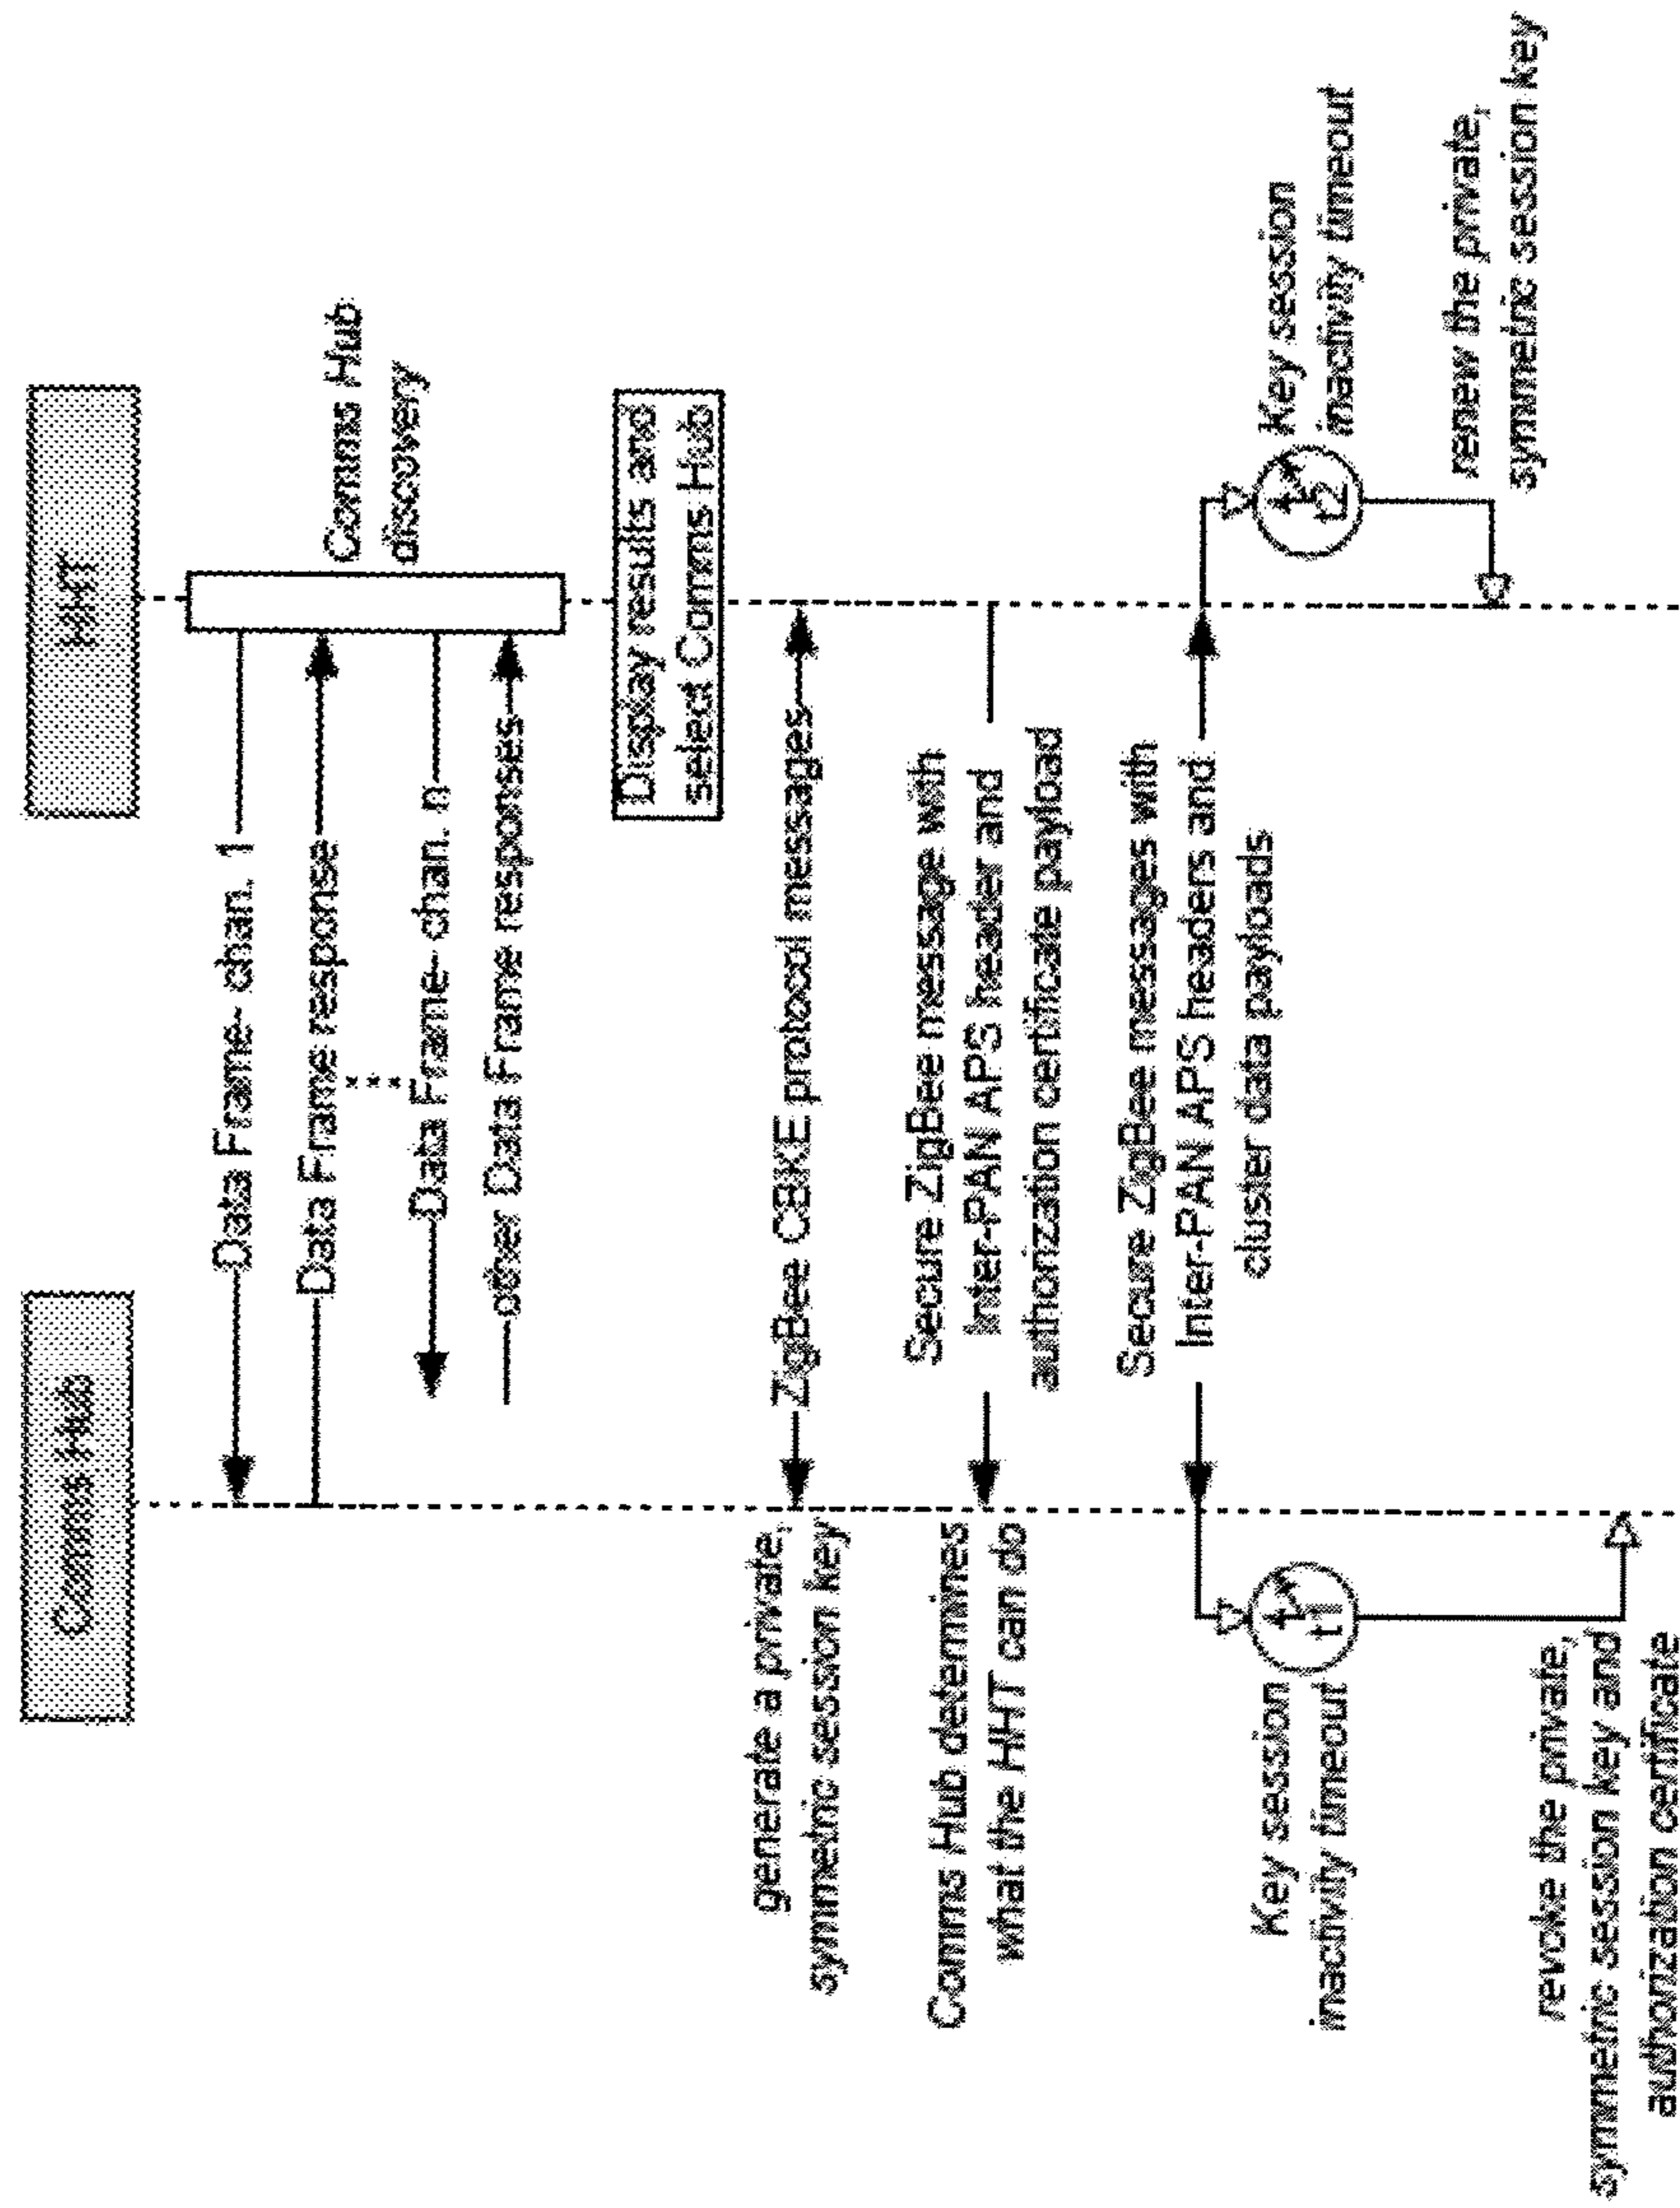 Comms Hub
HHT
Data Frame- chan. 1
Data Frame response
Data Frame- chan. n
other Data Frame responses
Comms Hub
discovery
Display results and
select Comms Hub
generate a private,
symmetric session key
ZigBee CBKE protocol messages
Comms Hub determines
what the HHT can do
Secure ZigBee message with
Inter-PAN APS header and
authorization certificate payload
Secure ZigBee messages with
Inter-PAN APS headers and
cluster data payloads
Key session
inactivity timeout
t1
t2
Key session
inactivity timeout
renew the private,
symmetric session key
revoke the private,
symmetric session key and
authorization certificate